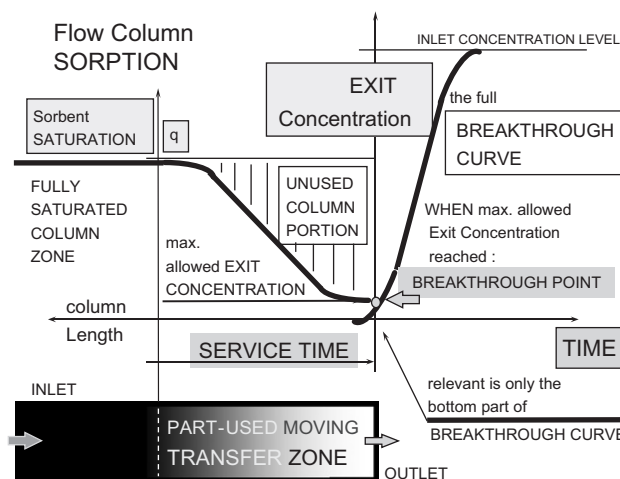 Flow Column
SORPTION
INLET CONCENTRATION LEVEL
EXIT
Concentration
the full
BREAKTHROUGH
CURVE
Sorbent
SATURATION
q
FULLY
SATURATED
COLUMN
ZONE
UNUSED
COLUMN
PORTION
max.
allowed EXIT
CONCENTRATION
WHEN max. allowed
Exit Concentration
reached :
BREAKTHROUGH POINT
column
Length
SERVICE TIME
TIME
INLET
PART-USED MOVING
TRANSFER ZONE
OUTLET
relevant is only the
bottom part of
BREAKTHROUGH CURVE